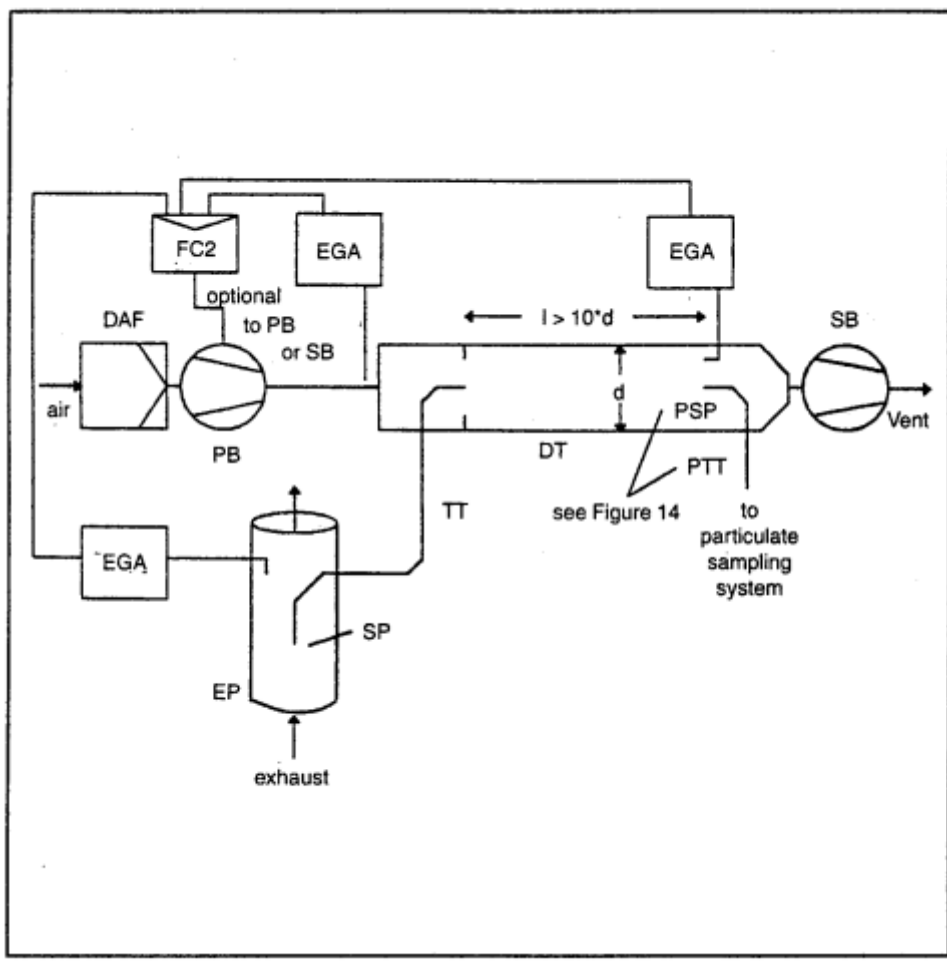 FC2
EGA
EGA
optional
to PB
or SB
DAF
l > 10*d
SB
air
d
PSP
Vent
PB
DT
PTT
TT
see Figure 14
to
particulate
sampling
system
EGA
SP
EP
exhaust